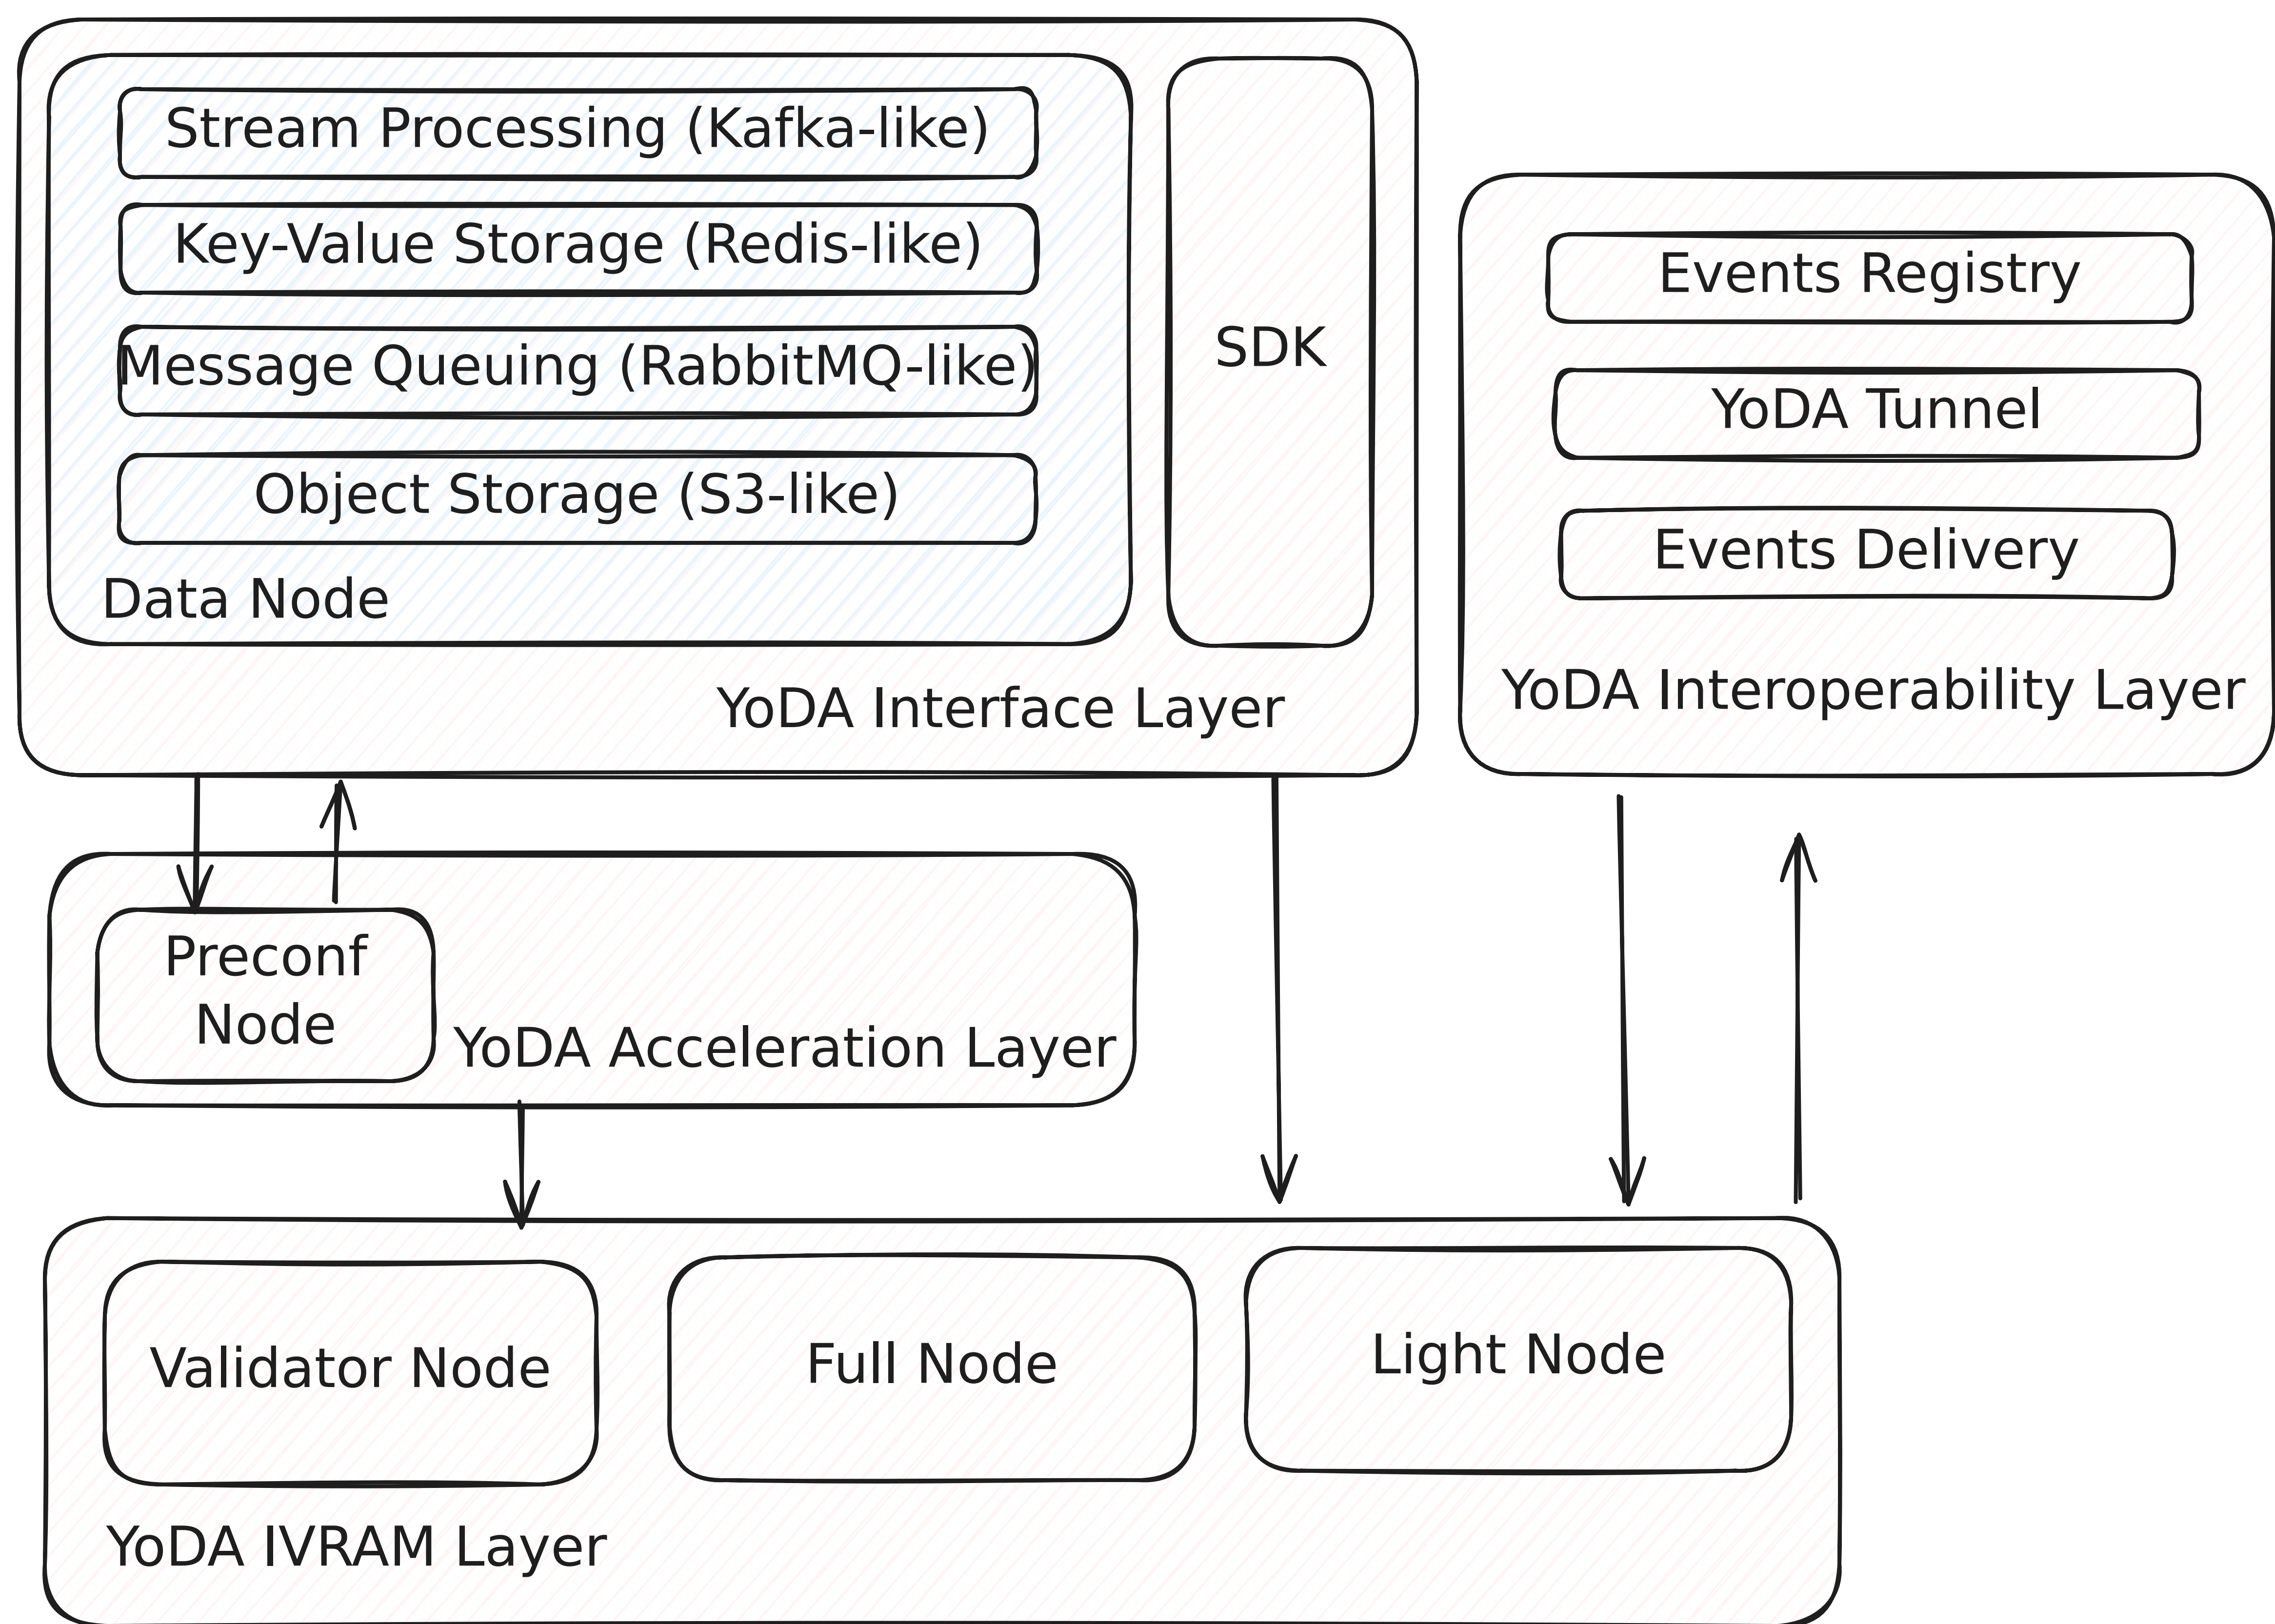 Stream Processing (Kafka-like)
Key-Value Storage (Redis-like)
Message Queuing (RabbitMQ-like)
Object Storage (S3-like)
Data Node
SDK
YoDA Interface Layer
Events Registry
YoDA Tunnel
Events Delivery
YoDA Interoperability Layer
Preconf
Node
YoDA Acceleration Layer
Validator Node
Full Node
Light Node
YoDA IVRAM Layer